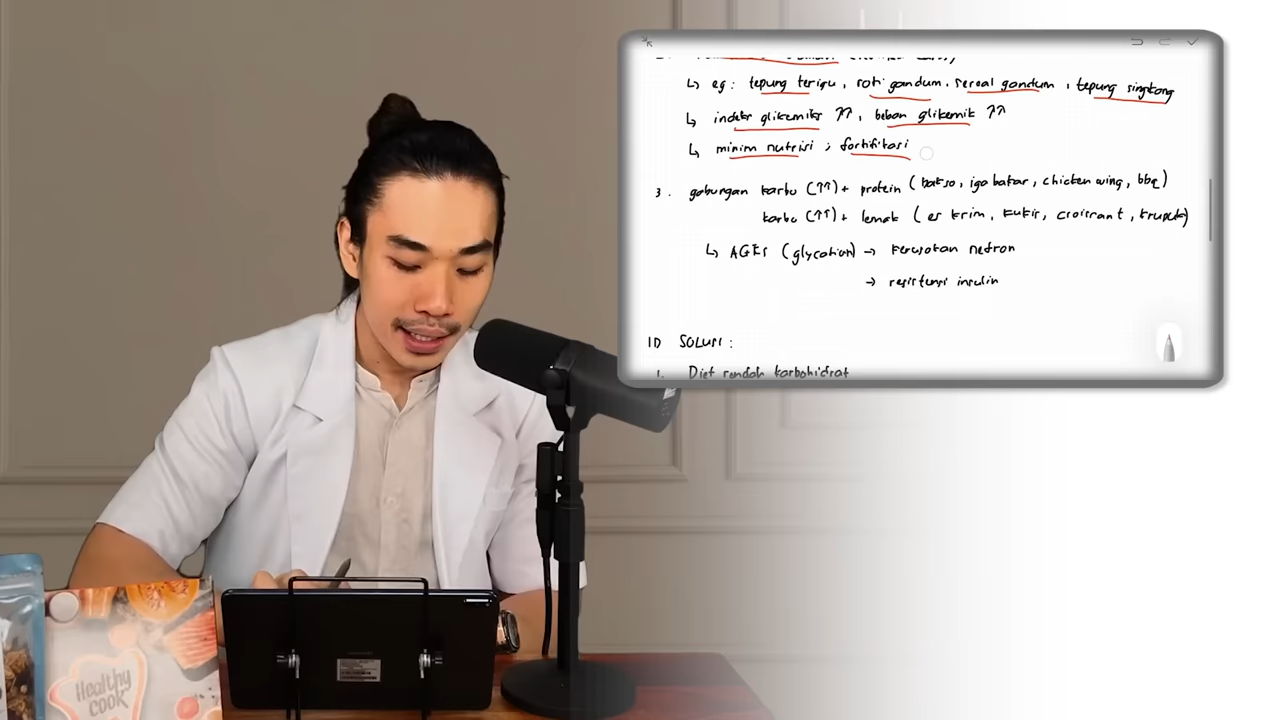 ↳ eg : tepung terigu , roti gandum , sereal gandum , tepung singkong
↳ indeks glikemiks ↑↑ , beban glikemik ↑↑
↳ minim nutrisi ; fortifikasi
3. gabungan karbo (↑↑) + protein ( bakso, iga bakar, chicken wing, bbq )
karbo (↑↑) + lemak ( es krim, kukis, croissant, krupuk )
↳ AGEs (glycation) → kerusakan neuron
→ resistensi insulin
SOLUSI :
1. Diet rendah karbohidrat
Healthy
cook